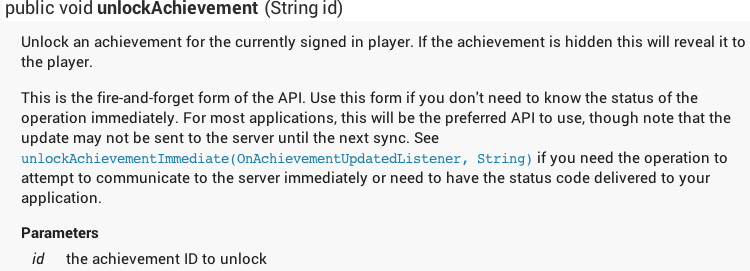 public void unlockAchievement (String id)
Unlock an achievement for the currently signed in player. If the achievement is hidden this will reveal it to
the player.
This is the fire-and-forget form of the API. Use this form if you don't need to know the status of the
operation immediately. For most applications, this will be the preferred API to use, though note that the
update may not be sent to the server until the next sync. See
unlockAchievementImmediate(OnAchievementUpdatedListener, String) if you need the operation to
attempt to communicate to the server immediately or need to have the status code delivered to your
application.
Parameters
id the achievement ID to unlock